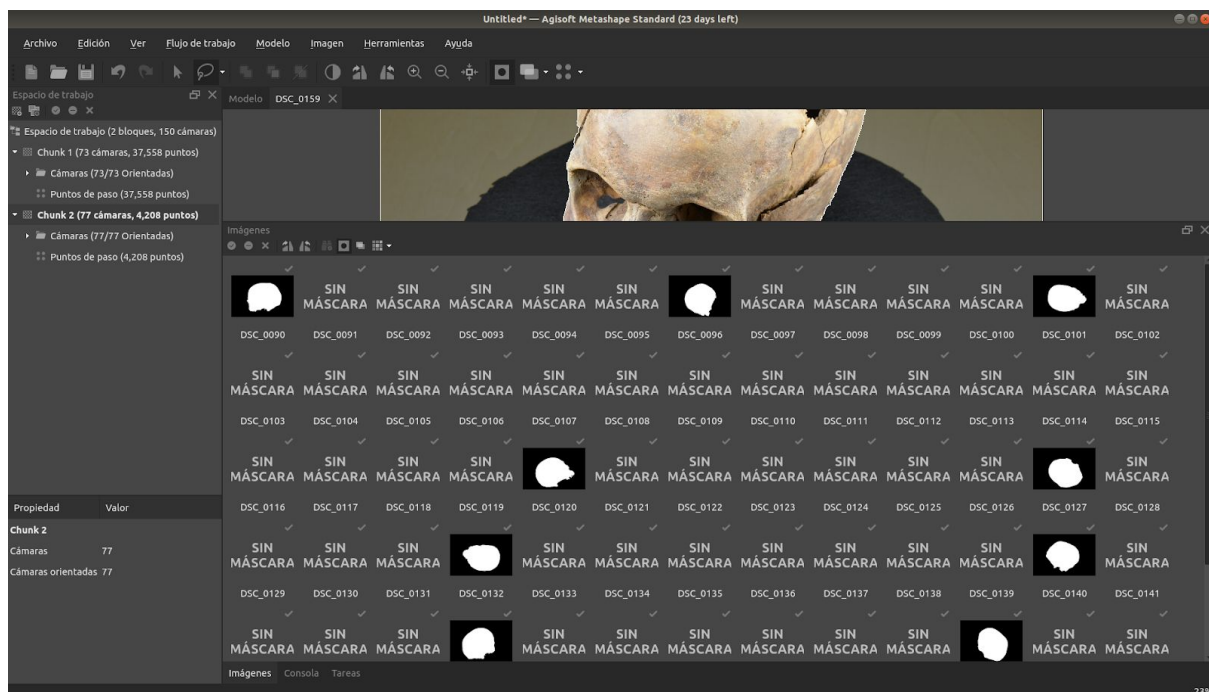 Untitled* — Agisoft Metashape Standard (23 days left)
Archivo Edición Ver Flujo de trabajo Modelo Imagen Herramientas Ayuda
Espacio de trabajo
Modelo DSC_0159
Espacio de trabajo (2 bloques, 150 cámaras)
Chunk 1 (73 cámaras, 37,558 puntos)
Cámaras (73/73 Orientadas)
Puntos de paso (37,558 puntos)
Chunk 2 (77 cámaras, 4,208 puntos)
Cámaras (77/77 Orientadas)
Puntos de paso (4,208 puntos)
Propiedad Valor
Chunk 2
Cámaras 77
Cámaras orientadas 77
Imágenes
SIN SIN SIN SIN SIN SIN SIN SIN SIN SIN
MÁSCARA MÁSCARA MÁSCARA MÁSCARA MÁSCARA MÁSCARA MÁSCARA MÁSCARA MÁSCARA MÁSCARA
DSC_0090 DSC_0091 DSC_0092 DSC_0093 DSC_0094 DSC_0095 DSC_0096 DSC_0097 DSC_0098 DSC_0099 DSC_0100 DSC_0101 DSC_0102
SIN SIN SIN SIN SIN SIN SIN SIN SIN SIN SIN SIN SIN
MÁSCARA MÁSCARA MÁSCARA MÁSCARA MÁSCARA MÁSCARA MÁSCARA MÁSCARA MÁSCARA MÁSCARA MÁSCARA MÁSCARA MÁSCARA
DSC_0103 DSC_0104 DSC_0105 DSC_0106 DSC_0107 DSC_0108 DSC_0109 DSC_0110 DSC_0111 DSC_0112 DSC_0113 DSC_0114 DSC_0115
SIN SIN SIN SIN SIN SIN SIN SIN SIN SIN SIN
MÁSCARA MÁSCARA MÁSCARA MÁSCARA MÁSCARA MÁSCARA MÁSCARA MÁSCARA MÁSCARA MÁSCARA MÁSCARA
DSC_0116 DSC_0117 DSC_0118 DSC_0119 DSC_0120 DSC_0121 DSC_0122 DSC_0123 DSC_0124 DSC_0125 DSC_0126 DSC_0127 DSC_0128
SIN SIN SIN SIN SIN SIN SIN SIN SIN SIN SIN
MÁSCARA MÁSCARA MÁSCARA MÁSCARA MÁSCARA MÁSCARA MÁSCARA MÁSCARA MÁSCARA MÁSCARA MÁSCARA
DSC_0129 DSC_0130 DSC_0131 DSC_0132 DSC_0133 DSC_0134 DSC_0135 DSC_0136 DSC_0137 DSC_0138 DSC_0139 DSC_0140 DSC_0141
SIN SIN SIN SIN SIN SIN SIN SIN SIN SIN SIN
MÁSCARA MÁSCARA MÁSCARA MÁSCARA MÁSCARA MÁSCARA MÁSCARA MÁSCARA MÁSCARA MÁSCARA MÁSCARA
Imágenes Consola Tareas